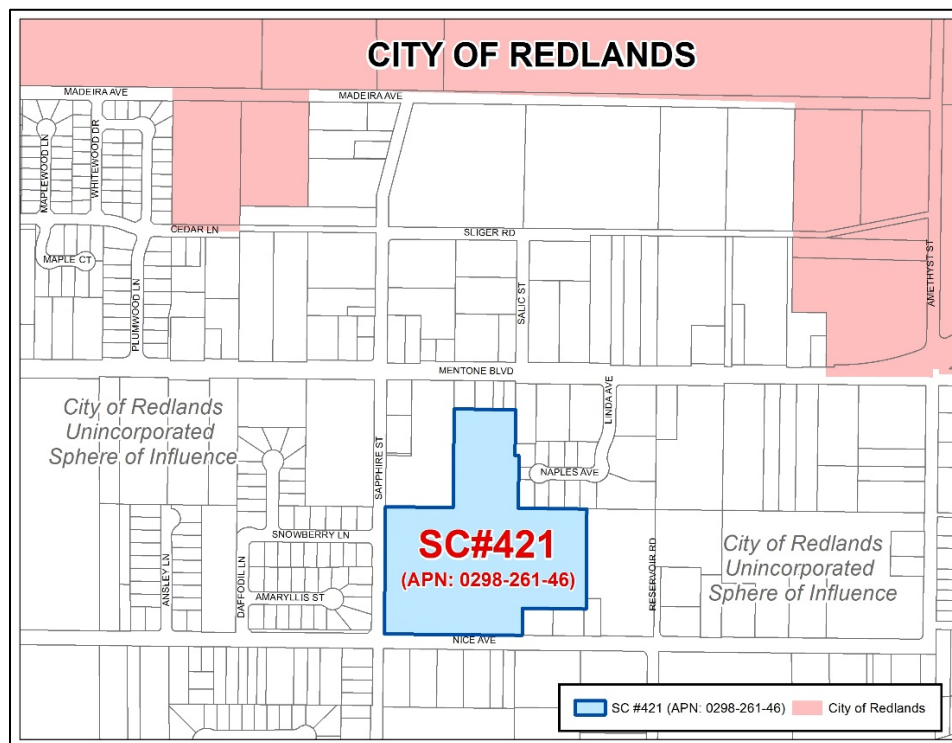 CITY OF REDLANDS
MADEIRA AVE
MADEIRA AVE
MAPLEWOOD LN
WHITEWOOD DR
CEDAR LN
SLIGER RD
MAPLE CT
PLUMWOOD LN
SALIC ST
AMETHYST ST
MENTONE BLVD
City of Redlands
Unincorporated
Sphere of Influence
SAPPHIRE ST
LINDA AVE
NAPLES AVE
SNOWBERRY LN
SC#421
(APN: 0298-261-46)
ANSLEY LN
DAFFODIL LN
AMARYLLIS ST
RESERVOIR RD
City of Redlands
Unincorporated
Sphere of Influence
NICE AVE
SC #421 (APN: 0298-261-46)
City of Redlands